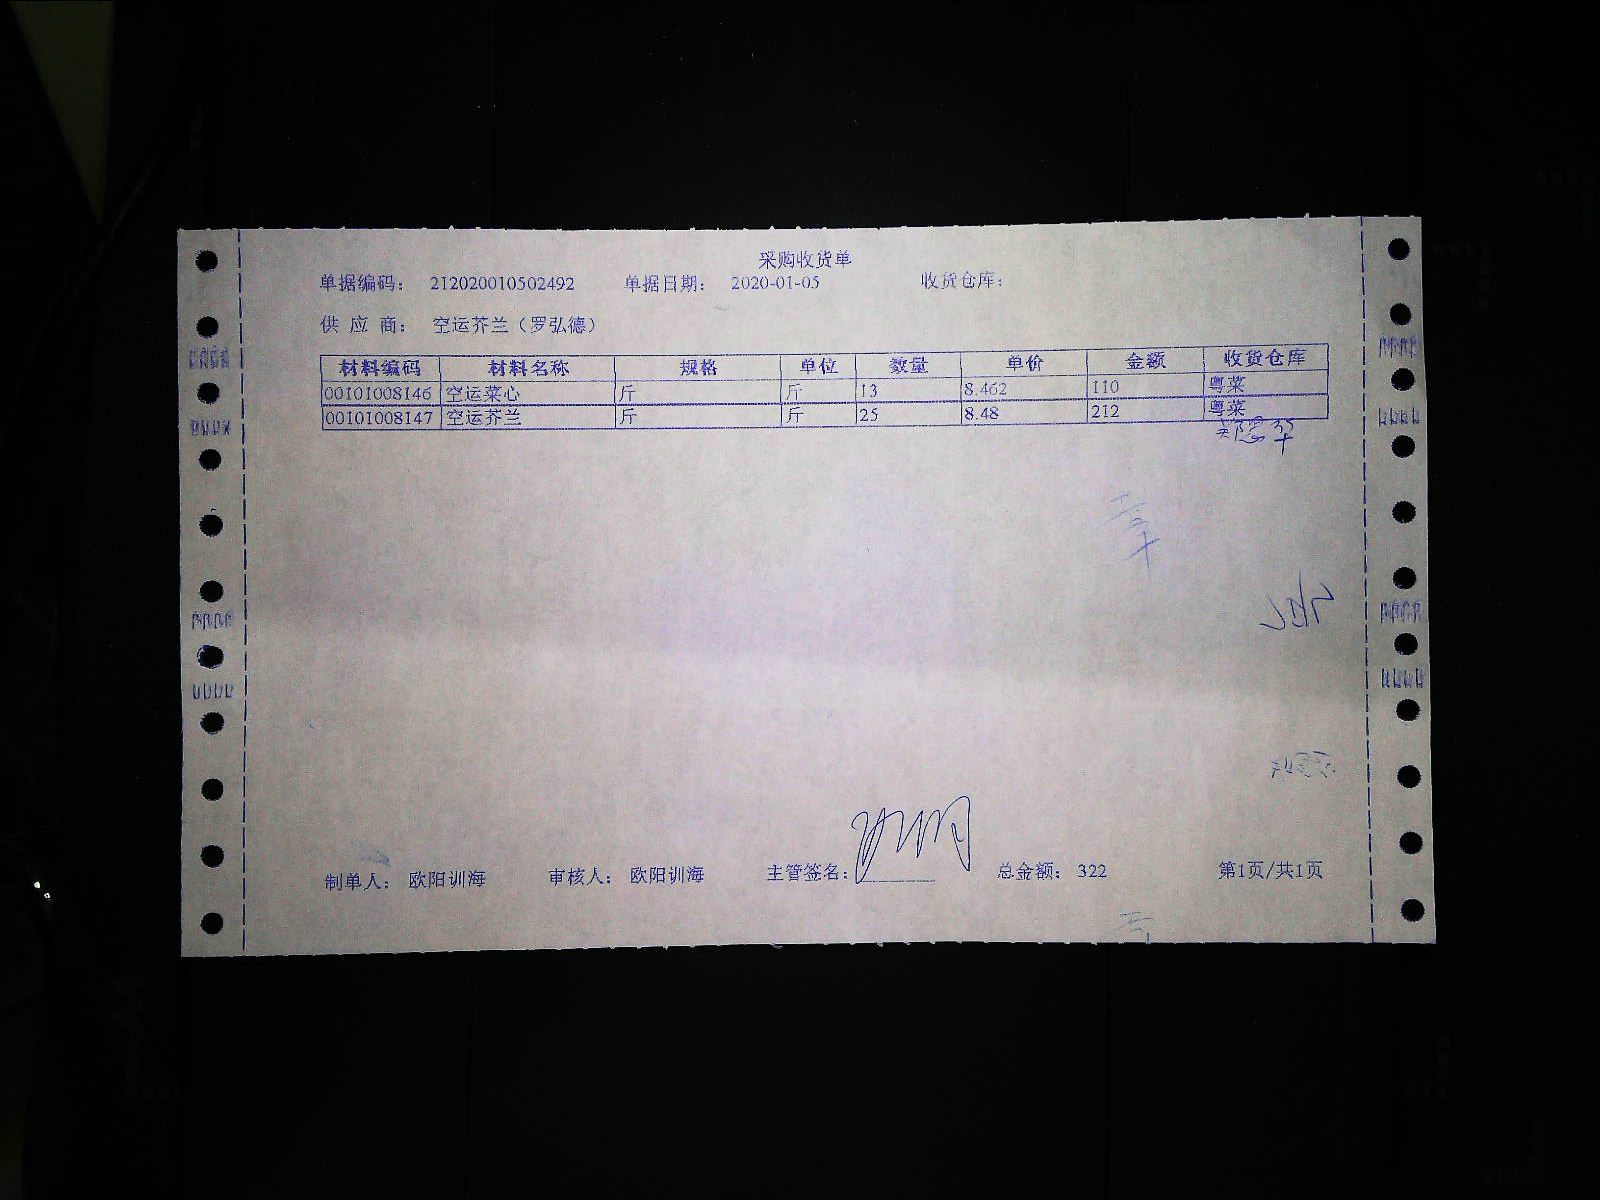 采购收货单
单据编码： 212020010502492 单据日期： 2020-01-05 收货仓库：
供 应 商： 空运芥兰（罗弘德）
材料编码 材料名称 规格 单位 数量 单价 金额 收货仓库
00101008146 空运菜心 斤 斤 13 8.462 110 粤菜
00101008147 空运芥兰 斤 斤 25 8.48 212 粤菜
制单人： 欧阳训海 审核人： 欧阳训海 主管签名： 总金额： 322 第1页/共1页